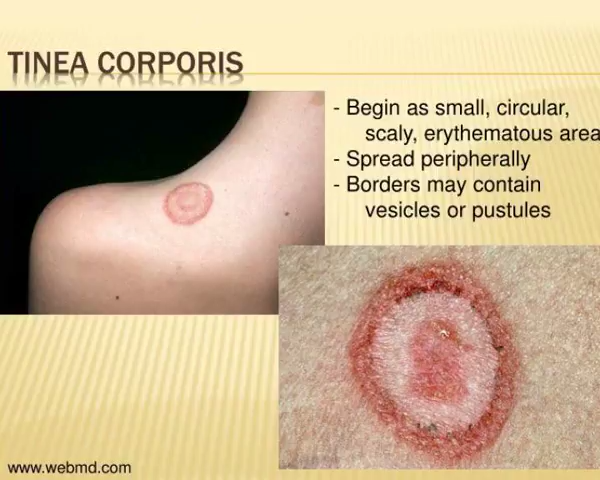 TINEA CORPORIS
- Begin as small, circular,
scaly, erythematous area
- Spread peripherally
- Borders may contain
vesicles or pustules
www.webmd.com